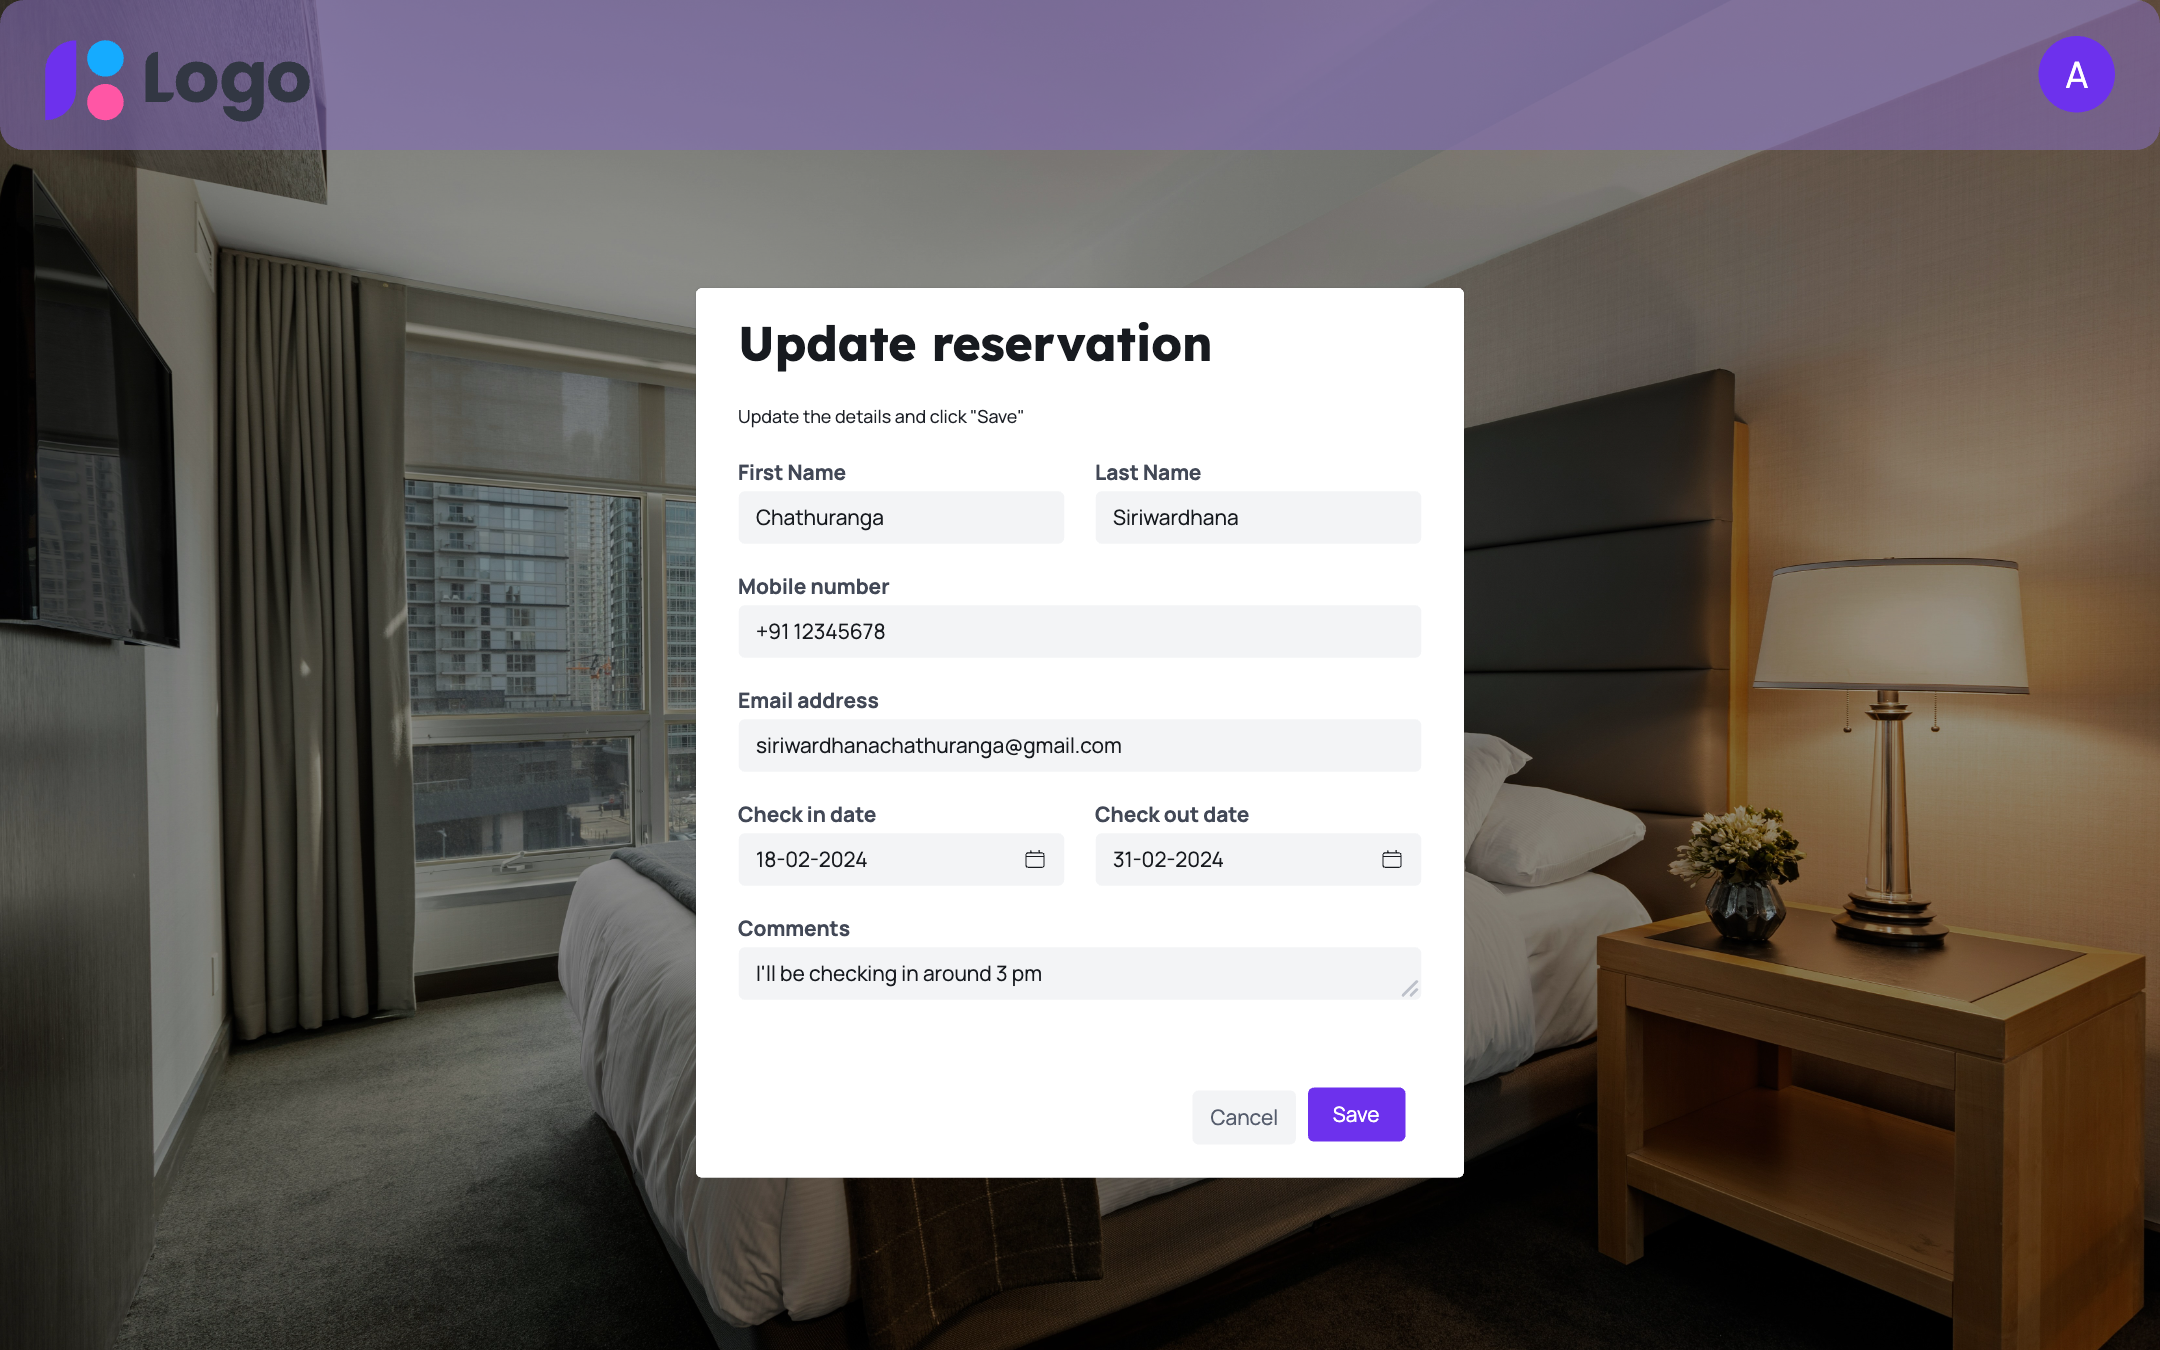 Logo
A
Update reservation
Update the details and click "Save"
First Name
Last Name
Chathuranga
Siriwardhana
Mobile number
+91 12345678
Email address
siriwardhanachathuranga@gmail.com
Check in date
Check out date
18-02-2024
31-02-2024
Comments
I'll be checking in around 3 pm
Cancel
Save